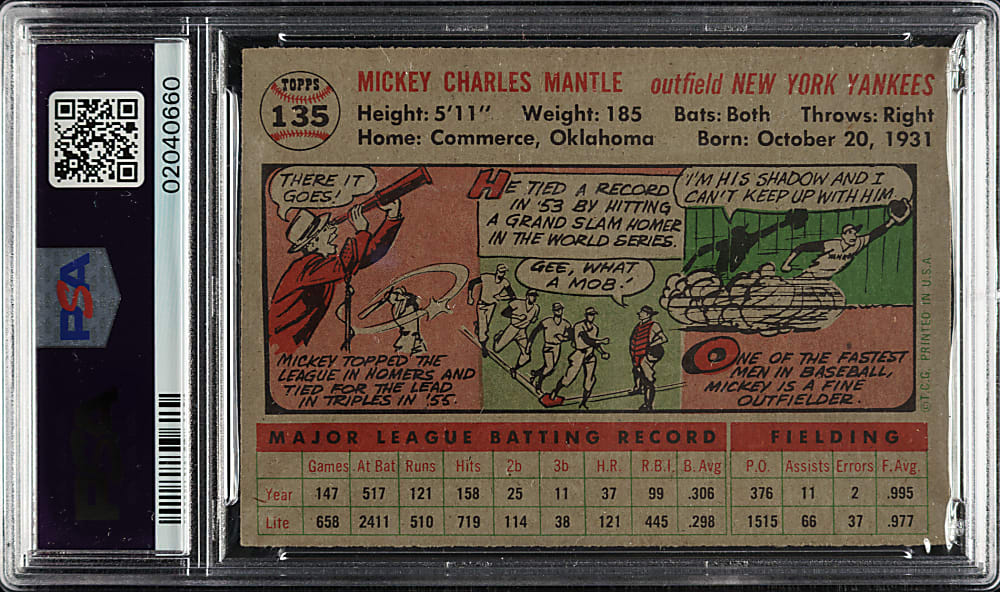 02040660
PSA
PSA
TOPPS
135
MICKEY CHARLES MANTLE outfield NEW YORK YANKEES
Height: 5'11" Weight: 185 Bats: Both Throws: Right
Home: Commerce, Oklahoma Born: October 20, 1931
THERE IT
GOES!
MICKEY TOPPED THE
LEAGUE IN HOMERS AND
TIED FOR THE LEAD
IN TRIPLES IN '55.
HE TIED A RECORD
IN '53 BY HITTING
A GRAND SLAM HOMER
IN THE WORLD SERIES.
GEE, WHAT
A MOB!
I'M HIS SHADOW AND I
CAN'T KEEP UP WITH HIM.
ONE OF THE FASTEST
MEN IN BASEBALL,
MICKEY IS A FINE
OUTFIELDER.
©T.C.G. PRINTED IN U.S.A.
MAJOR LEAGUE BATTING RECORD FIELDING
Games At Bat Runs Hits 2b 3b H.R. R.B.I. B. Avg P.O. Assists Errors F. Avg.
Year 147 517 121 158 25 11 37 99 .306 376 11 2 .995
Life 658 2411 510 719 114 38 121 445 .298 1515 66 37 .977